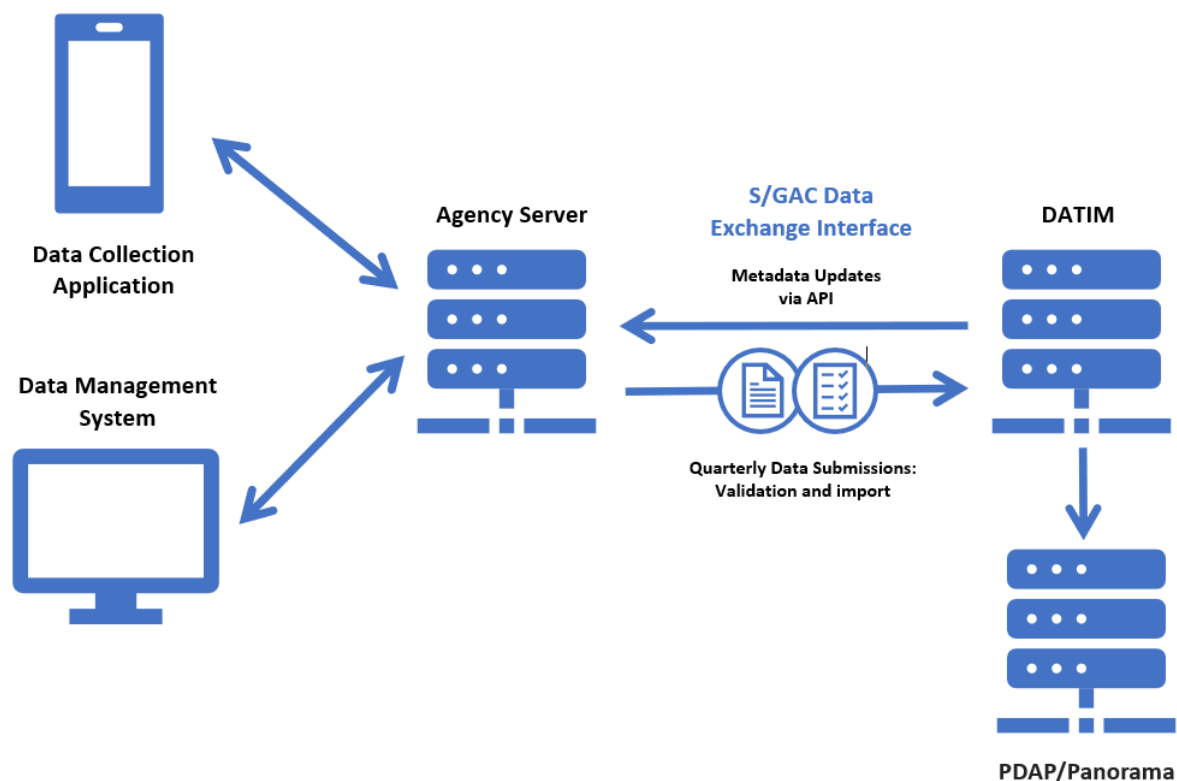 Data Collection
Application
Data Management
System
Agency Server
S/GAC Data
Exchange Interface
Metadata Updates
via API
Quarterly Data Submissions:
Validation and import
DATIM
PDAP/Panorama